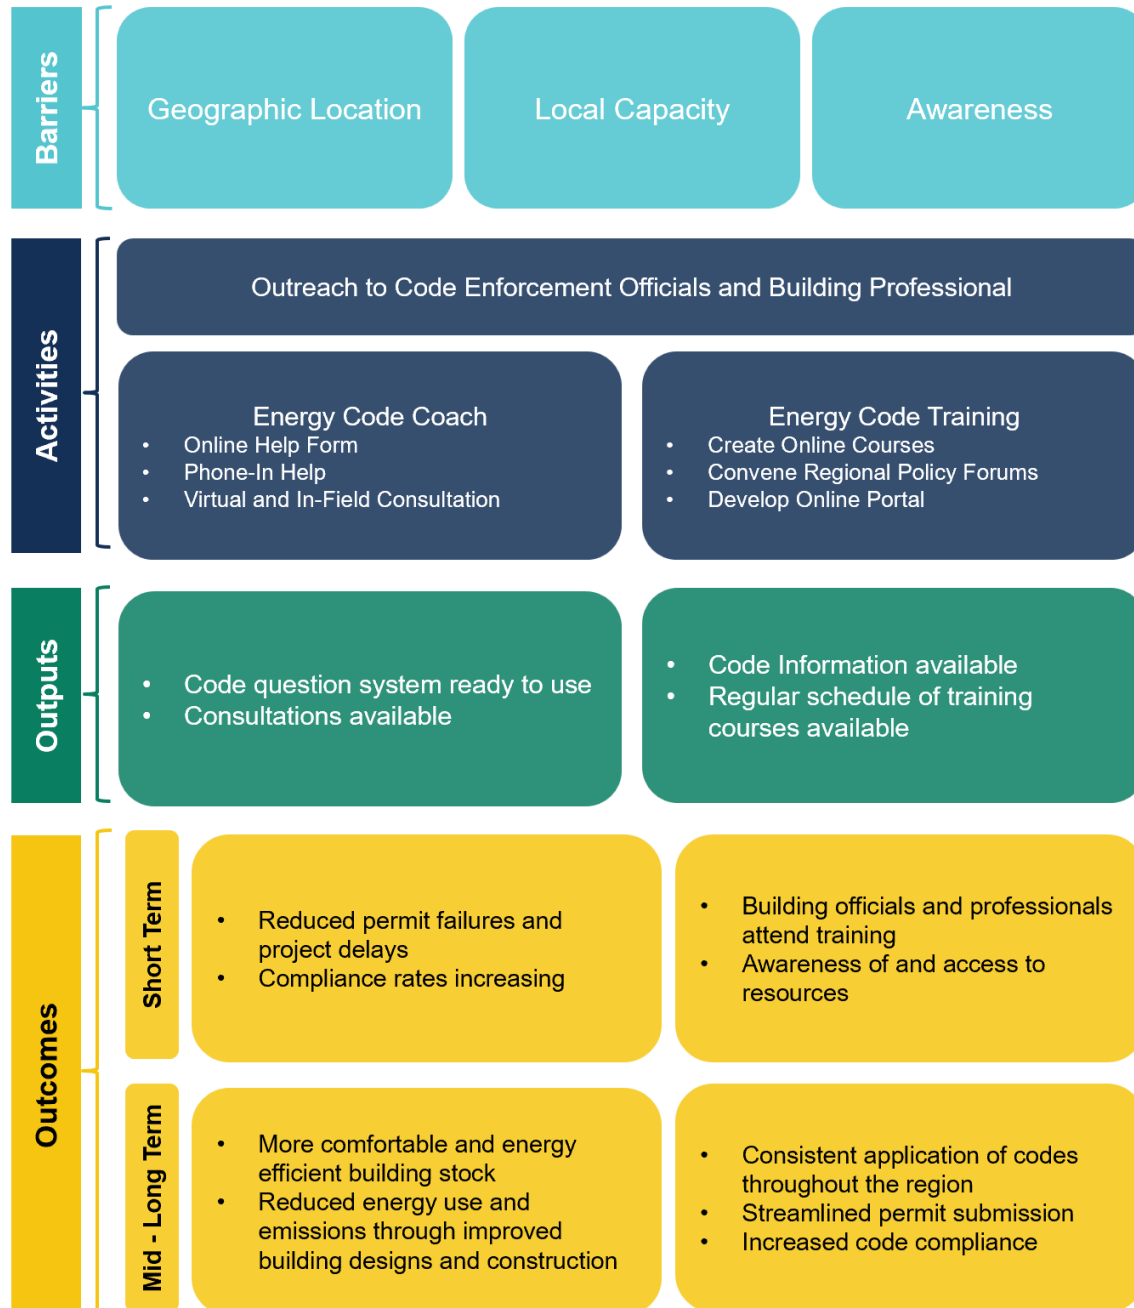 Barriers
Geographic Location
Local Capacity
Awareness
Activities
Outreach to Code Enforcement Officials and Building Professional
Energy Code Coach
• Online Help Form
• Phone-In Help
• Virtual and In-Field Consultation
Energy Code Training
• Create Online Courses
• Convene Regional Policy Forums
• Develop Online Portal
Outputs
• Code question system ready to use
• Consultations available
• Code Information available
• Regular schedule of training
courses available
Outcomes
Short Term
• Reduced permit failures and
project delays
• Compliance rates increasing
• Building officials and professionals
attend training
• Awareness of and access to
resources
Mid - Long Term
• More comfortable and energy
efficient building stock
• Reduced energy use and
emissions through improved
building designs and construction
• Consistent application of codes
throughout the region
• Streamlined permit submission
• Increased code compliance